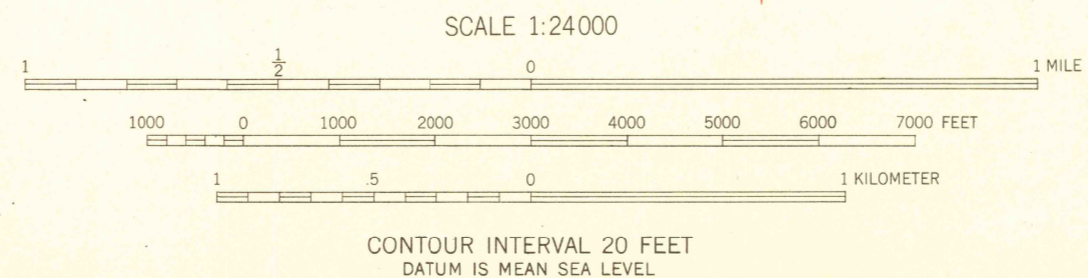 SCALE 1:24000
1 1/2 0 1 MILE
1000 0 1000 2000 3000 4000 5000 6000 7000 FEET
1 .5 0 1 KILOMETER
CONTOUR INTERVAL 20 FEET
DATUM IS MEAN SEA LEVEL